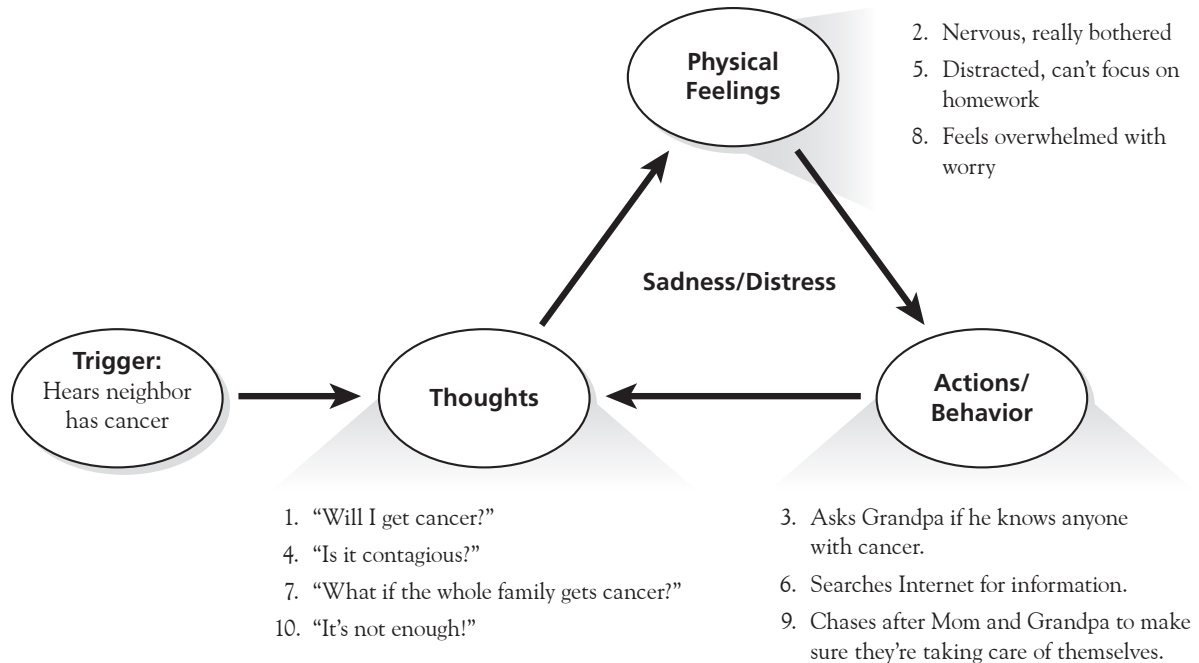 Physical
Feelings
2. Nervous, really bothered
5. Distracted, can't focus on
homework
8. Feels overwhelmed with
worry
Sadness/Distress
Trigger:
Hears neighbor
has cancer
Thoughts
Actions/
Behavior
1. “Will I get cancer?”
4. “Is it contagious?”
7. “What if the whole family gets cancer?”
10. “It's not enough!”
3. Asks Grandpa if he knows anyone
with cancer.
6. Searches Internet for information.
9. Chases after Mom and Grandpa to make
sure they're taking care of themselves.